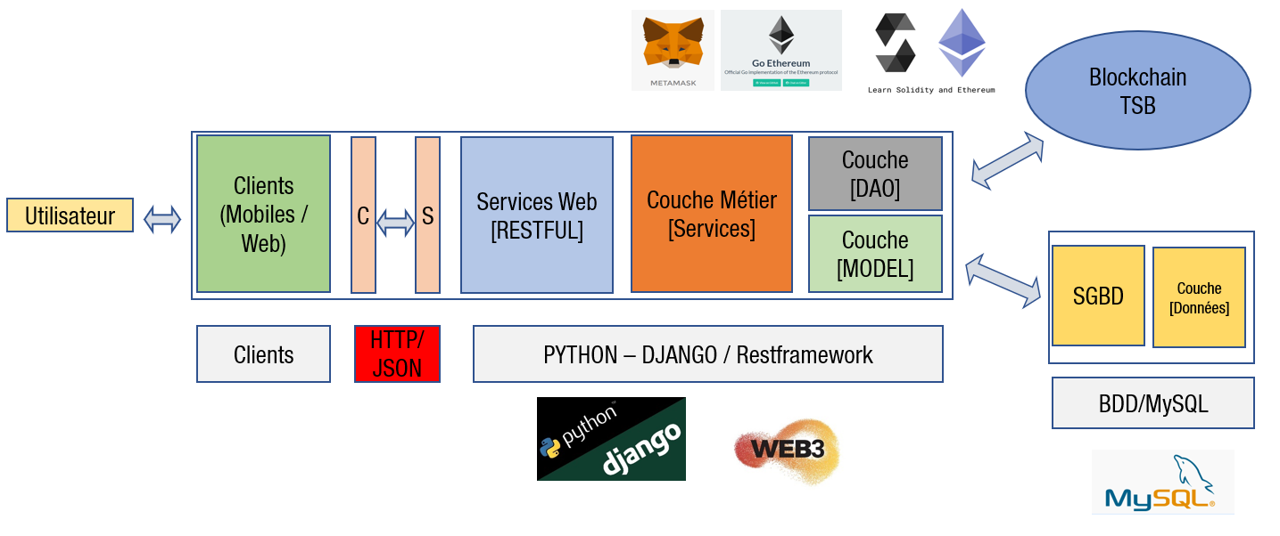 METAMASK
Go Ethereum
Official Go implementation of the Ethereum protocol
Learn Solidity and Ethereum
Blockchain
TSB
Utilisateur
Clients
(Mobiles /
Web)
C
S
Services Web
[RESTFUL]
Couche Métier
[Services]
Couche
[DAO]
Couche
[MODEL]
SGBD
Couche
[Données]
Clients
HTTP/
JSON
PYTHON – DJANGO / Restframework
BDD/MySQL
python
django
WEB3
MySQL